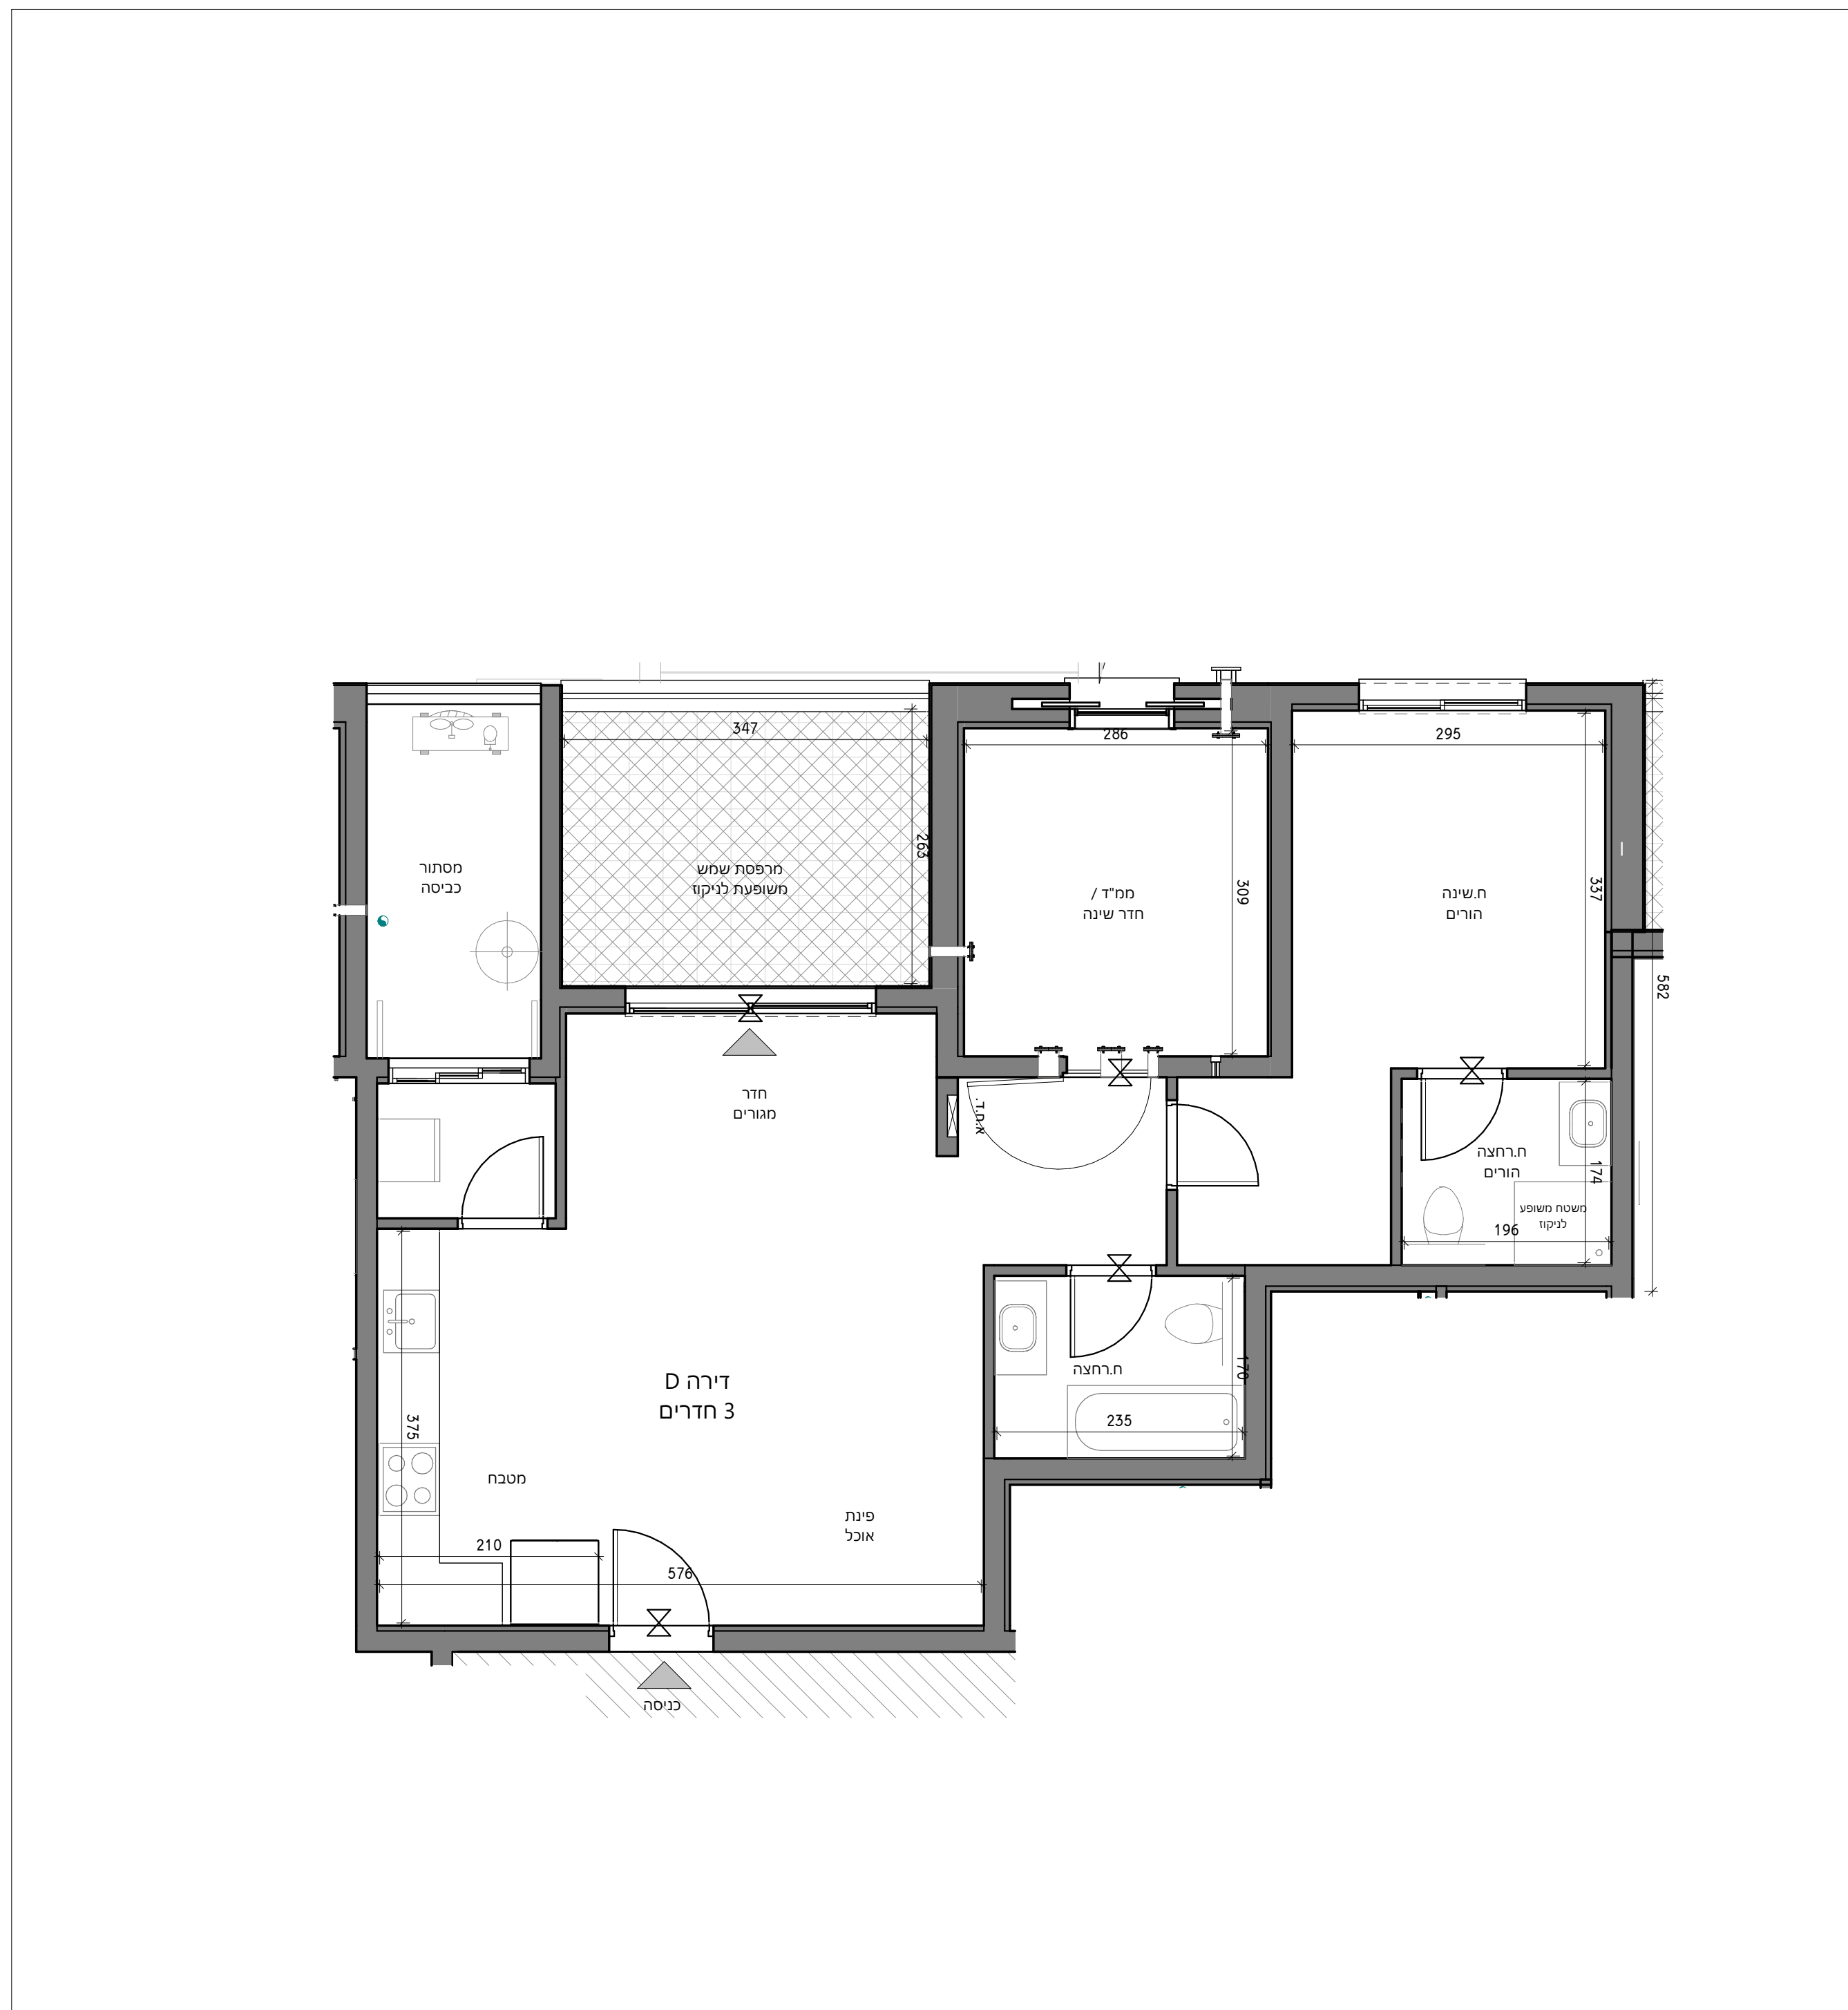 347
286
295
263
309
337
582
מסתור
כביסה
מרפסת שמש
משופעת לניקוז
ממ"ד /
חדר שינה
ח.שינה
הורים
חדר
מגורים
א.ת.ד.
ח.רחצה
הורים
174
משטח משופע
לניקוז
196
דירה D
3 חדרים
ח.רחצה
170
235
375
מטבח
פינת
אוכל
210
576
כניסה